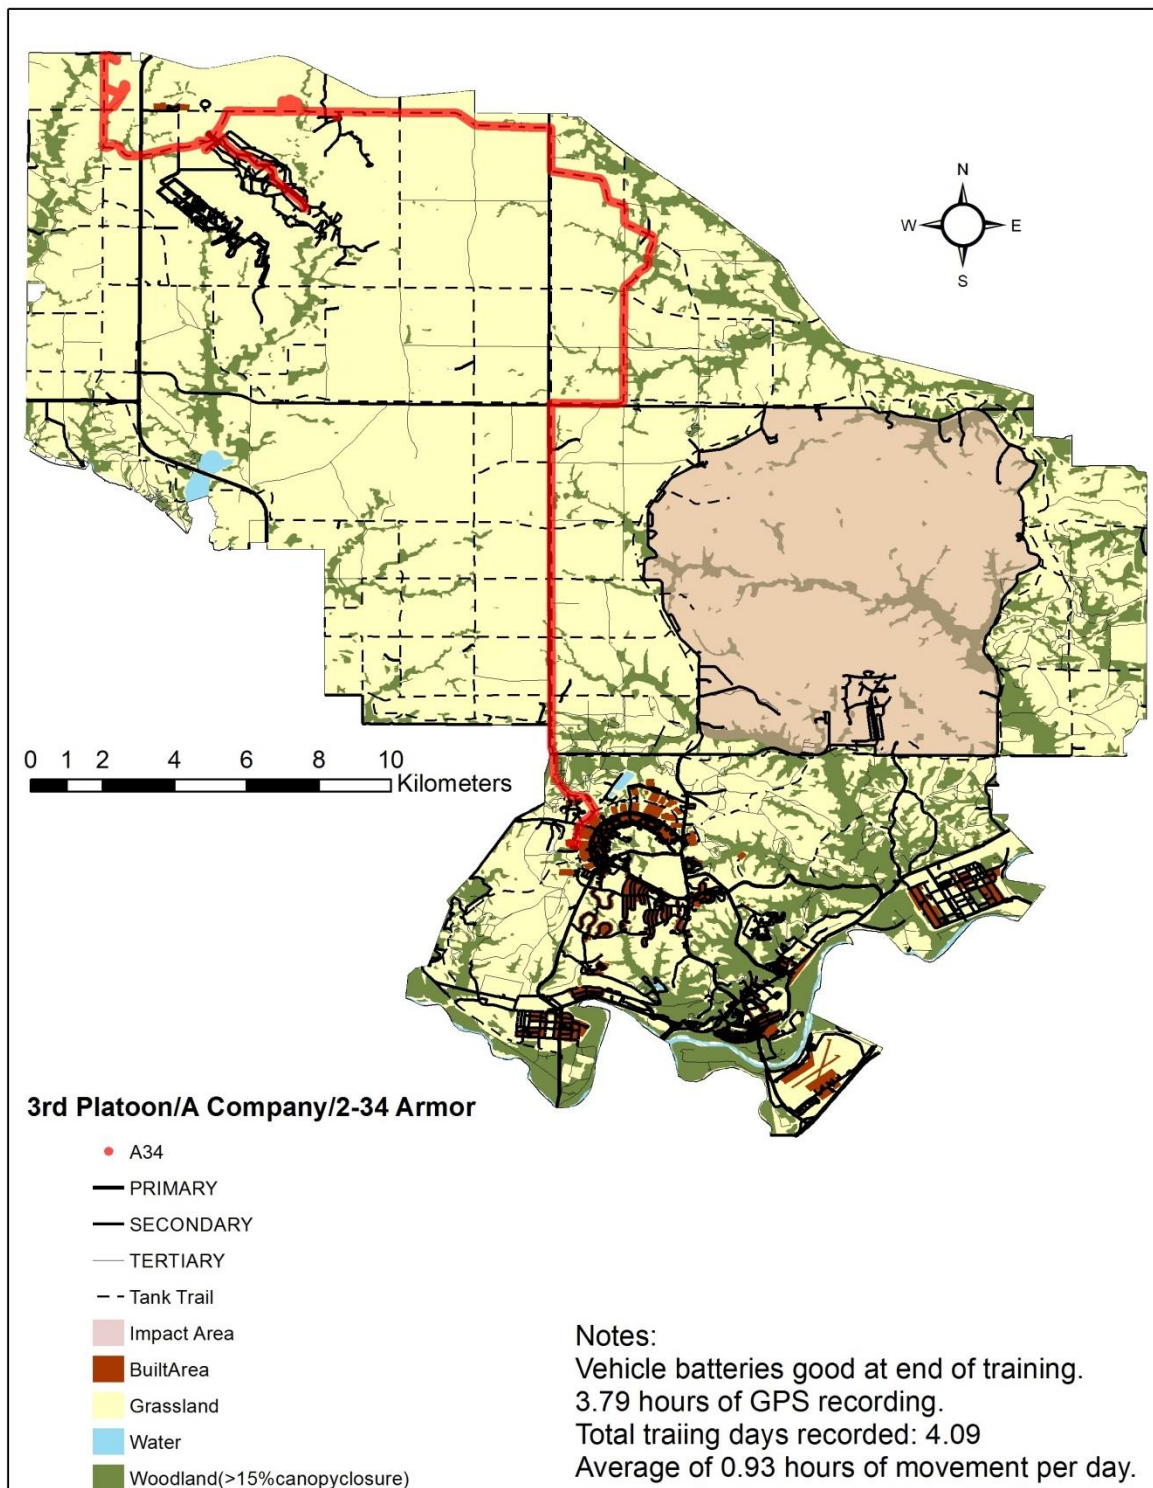 N
W
E
S
0 1 2 4 6 8 10
Kilometers
3rd Platoon/A Company/2-34 Armor
A34
PRIMARY
SECONDARY
TERTIARY
Tank Trail
Impact Area
BuiltArea
Grassland
Water
Woodland(>15%canopyclosure)
Notes:
Vehicle batteries good at end of training.
3.79 hours of GPS recording.
Total traiing days recorded: 4.09
Average of 0.93 hours of movement per day.